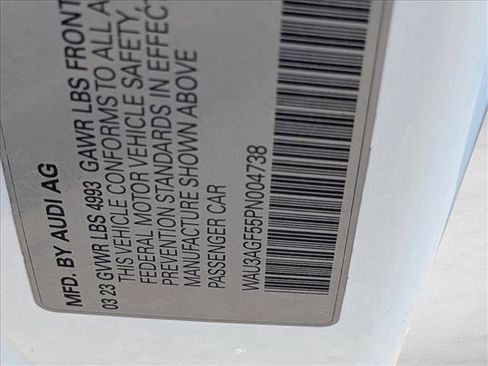 MFD. BY AUDI AG
03 23 GVWR LBS 4993 GAWR LBS FRONT
THIS VEHICLE CONFORMS TO ALL A
FEDERAL MOTOR VEHICLE SAFETY,
PREVENTION STANDARDS IN EFFECT
MANUFACTURE SHOWN ABOVE
PASSENGER CAR
WAU3AGF55PN004738